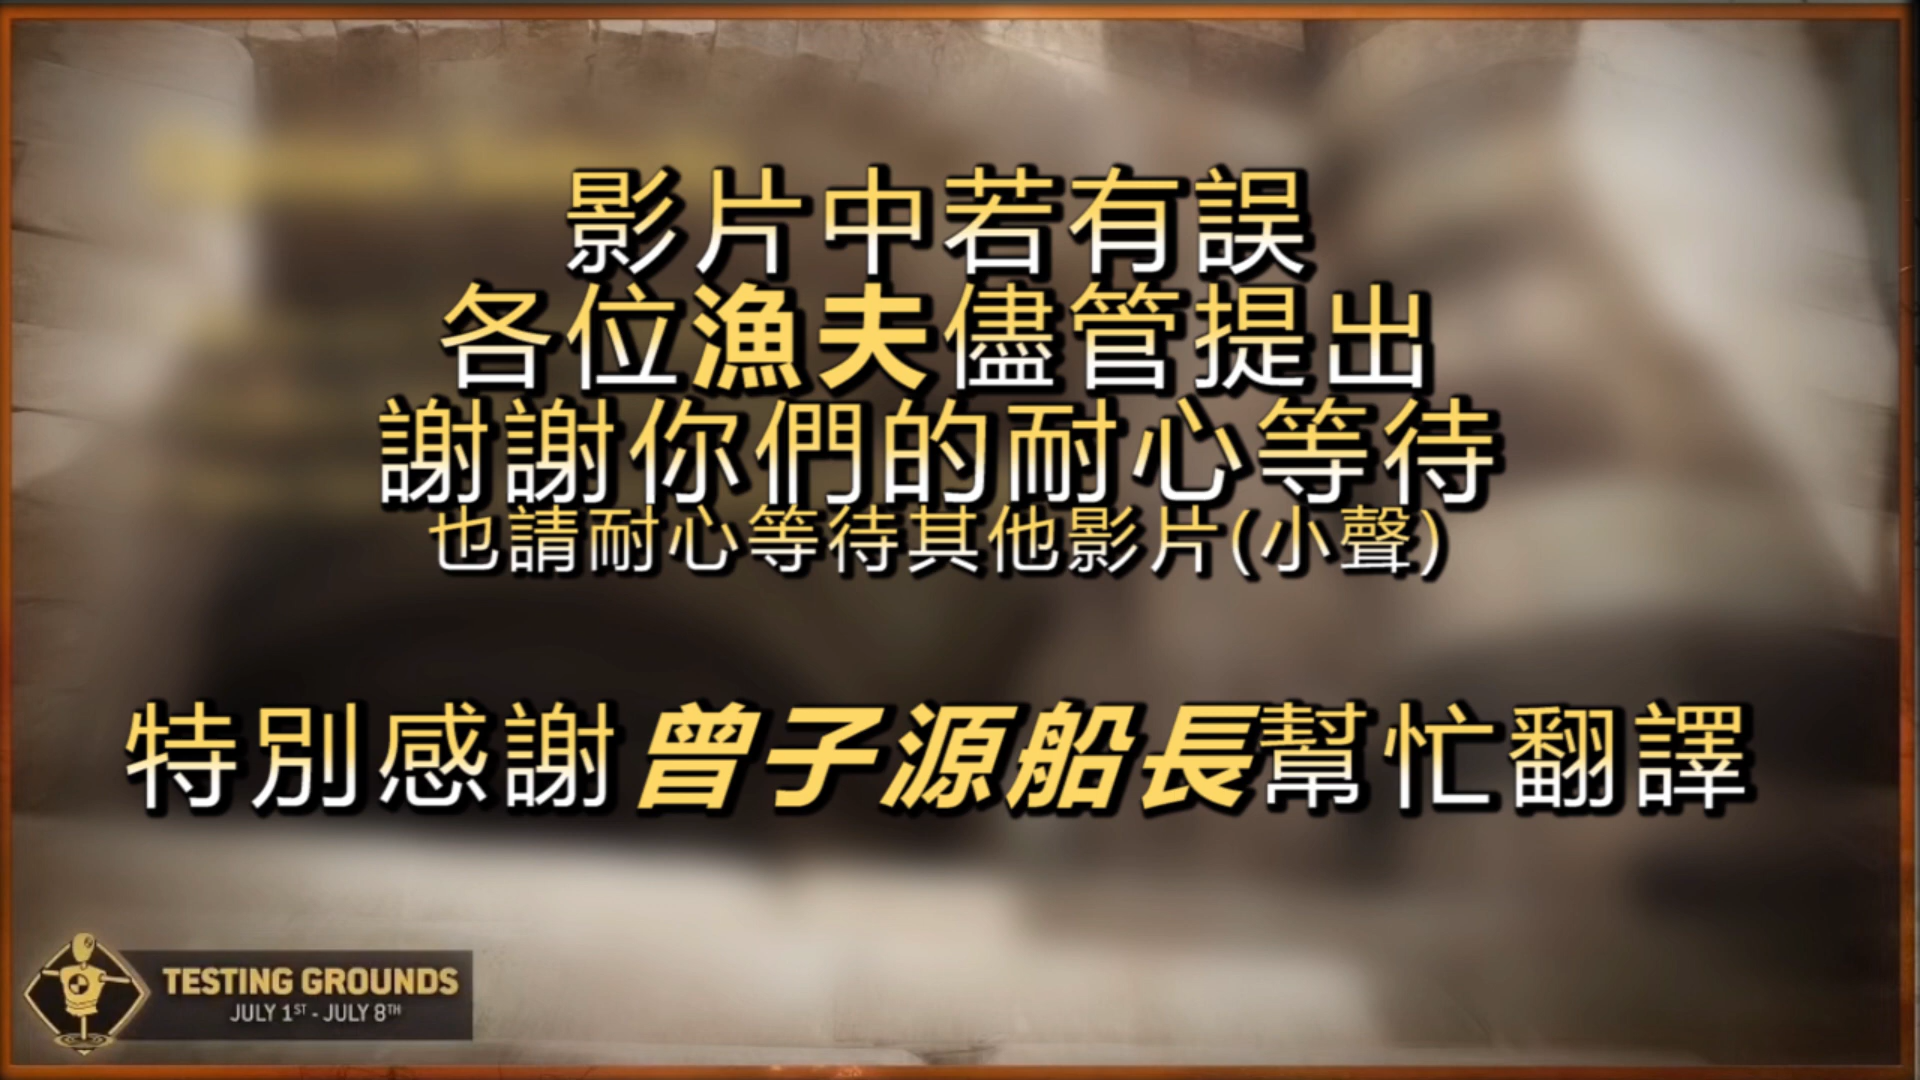 影片中若有誤
各位漁夫儘管提出
謝謝你們的耐心等待
也請耐心等待其他影片(小聲)
特別感謝曾子源船長幫忙翻譯
TESTING GROUNDS
JULY 1ST - JULY 8TH